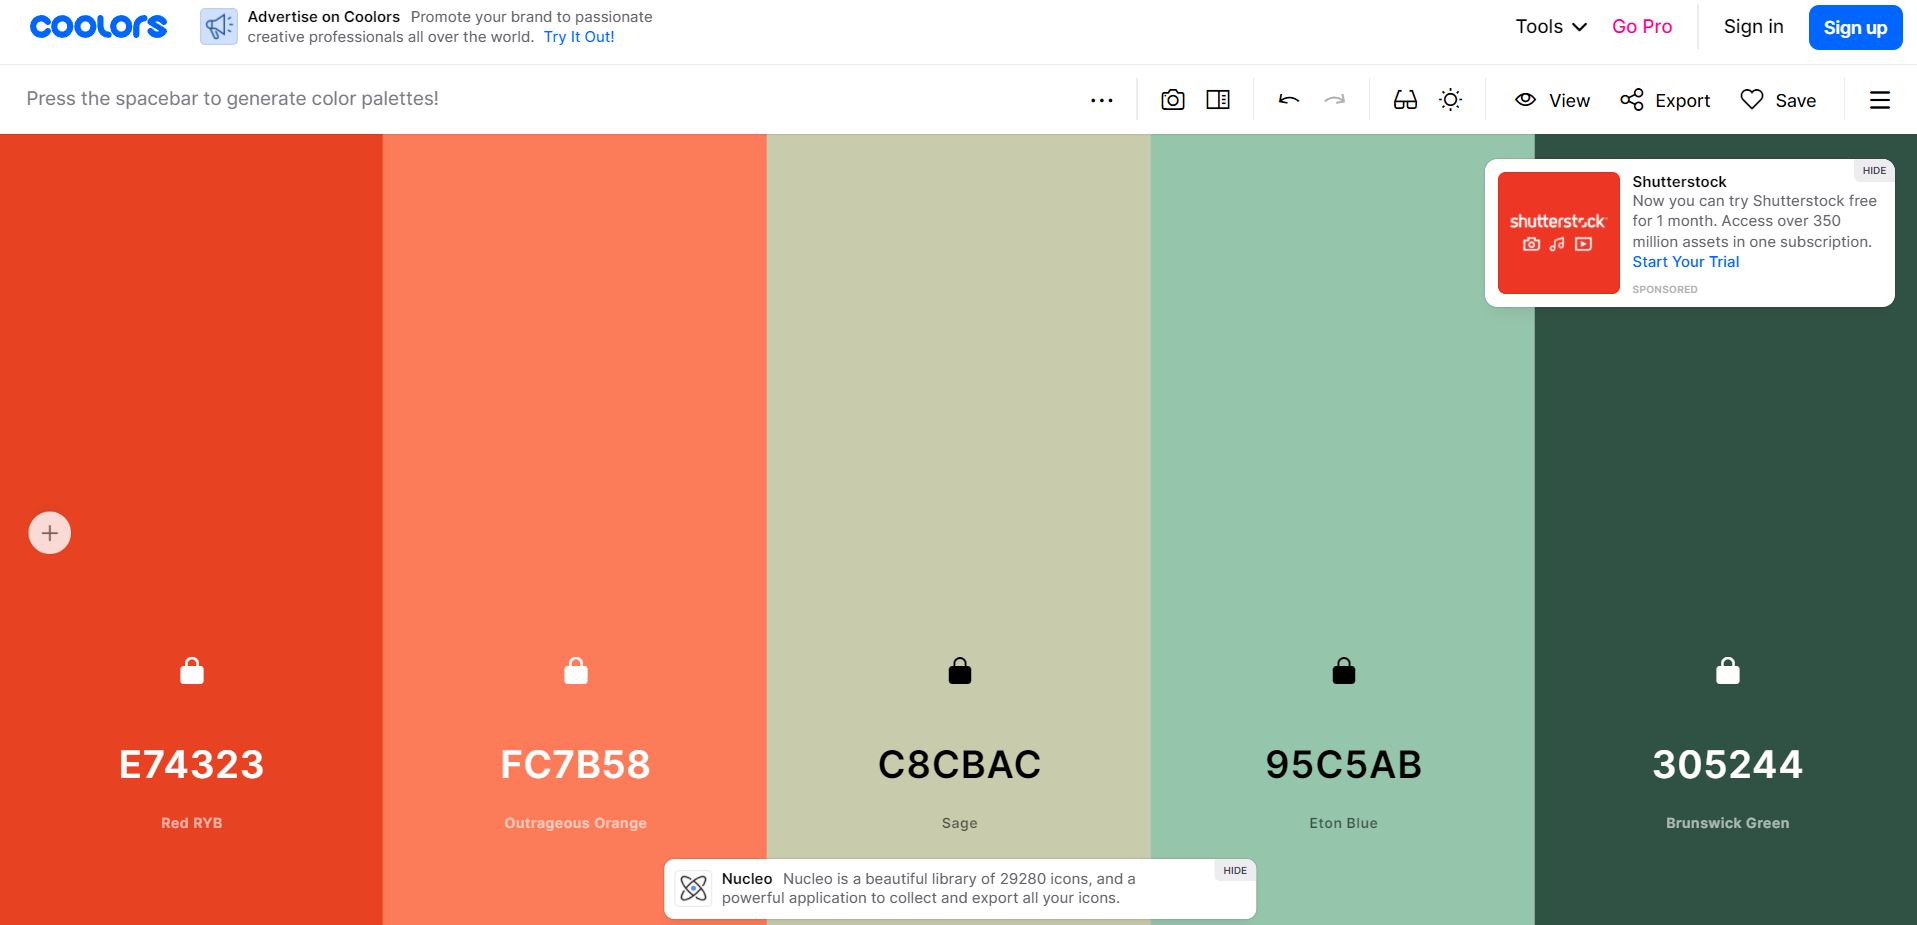 coolors
Advertise on Coolors Promote your brand to passionate
creative professionals all over the world. Try It Out!
Tools
Go Pro
Sign in
Sign up
Press the spacebar to generate color palettes!
View
Export
Save
HIDE
shutterstock
Shutterstock
Now you can try Shutterstock free
for 1 month. Access over 350
million assets in one subscription.
Start Your Trial
SPONSORED
E74323
Red RYB
FC7B58
Outrageous Orange
C8CBAC
Sage
95C5AB
Eton Blue
305244
Brunswick Green
HIDE
Nucleo Nucleo is a beautiful library of 29280 icons, and a
powerful application to collect and export all your icons.